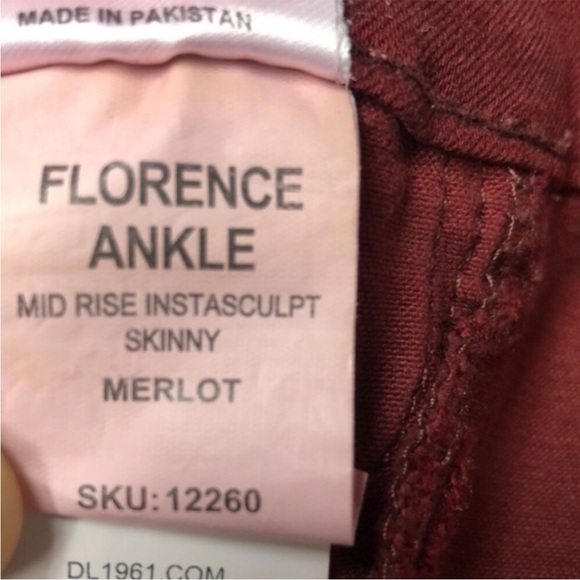 MADE IN PAKISTAN
FLORENCE
ANKLE
MID RISE INSTASCULPT
SKINNY
MERLOT
SKU: 12260
DL1961.COM